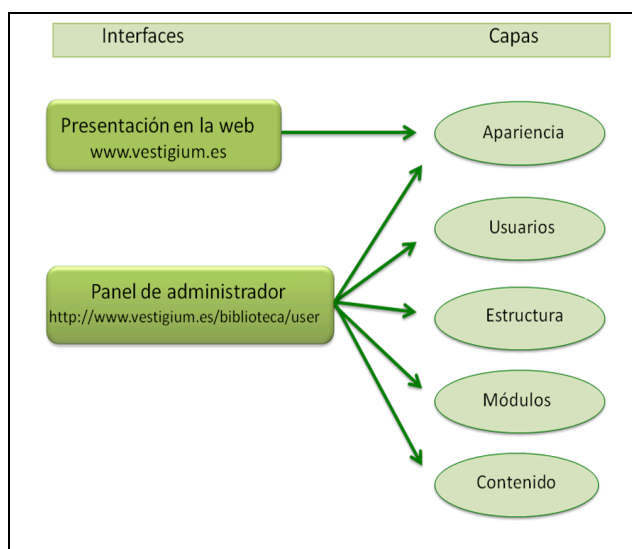 Interfaces Capas
Presentación en la web
www.vestigium.es
Apariencia
Usuarios
Panel de administrador
http://www.vestigium.es/biblioteca/user
Estructura
Módulos
Contenido